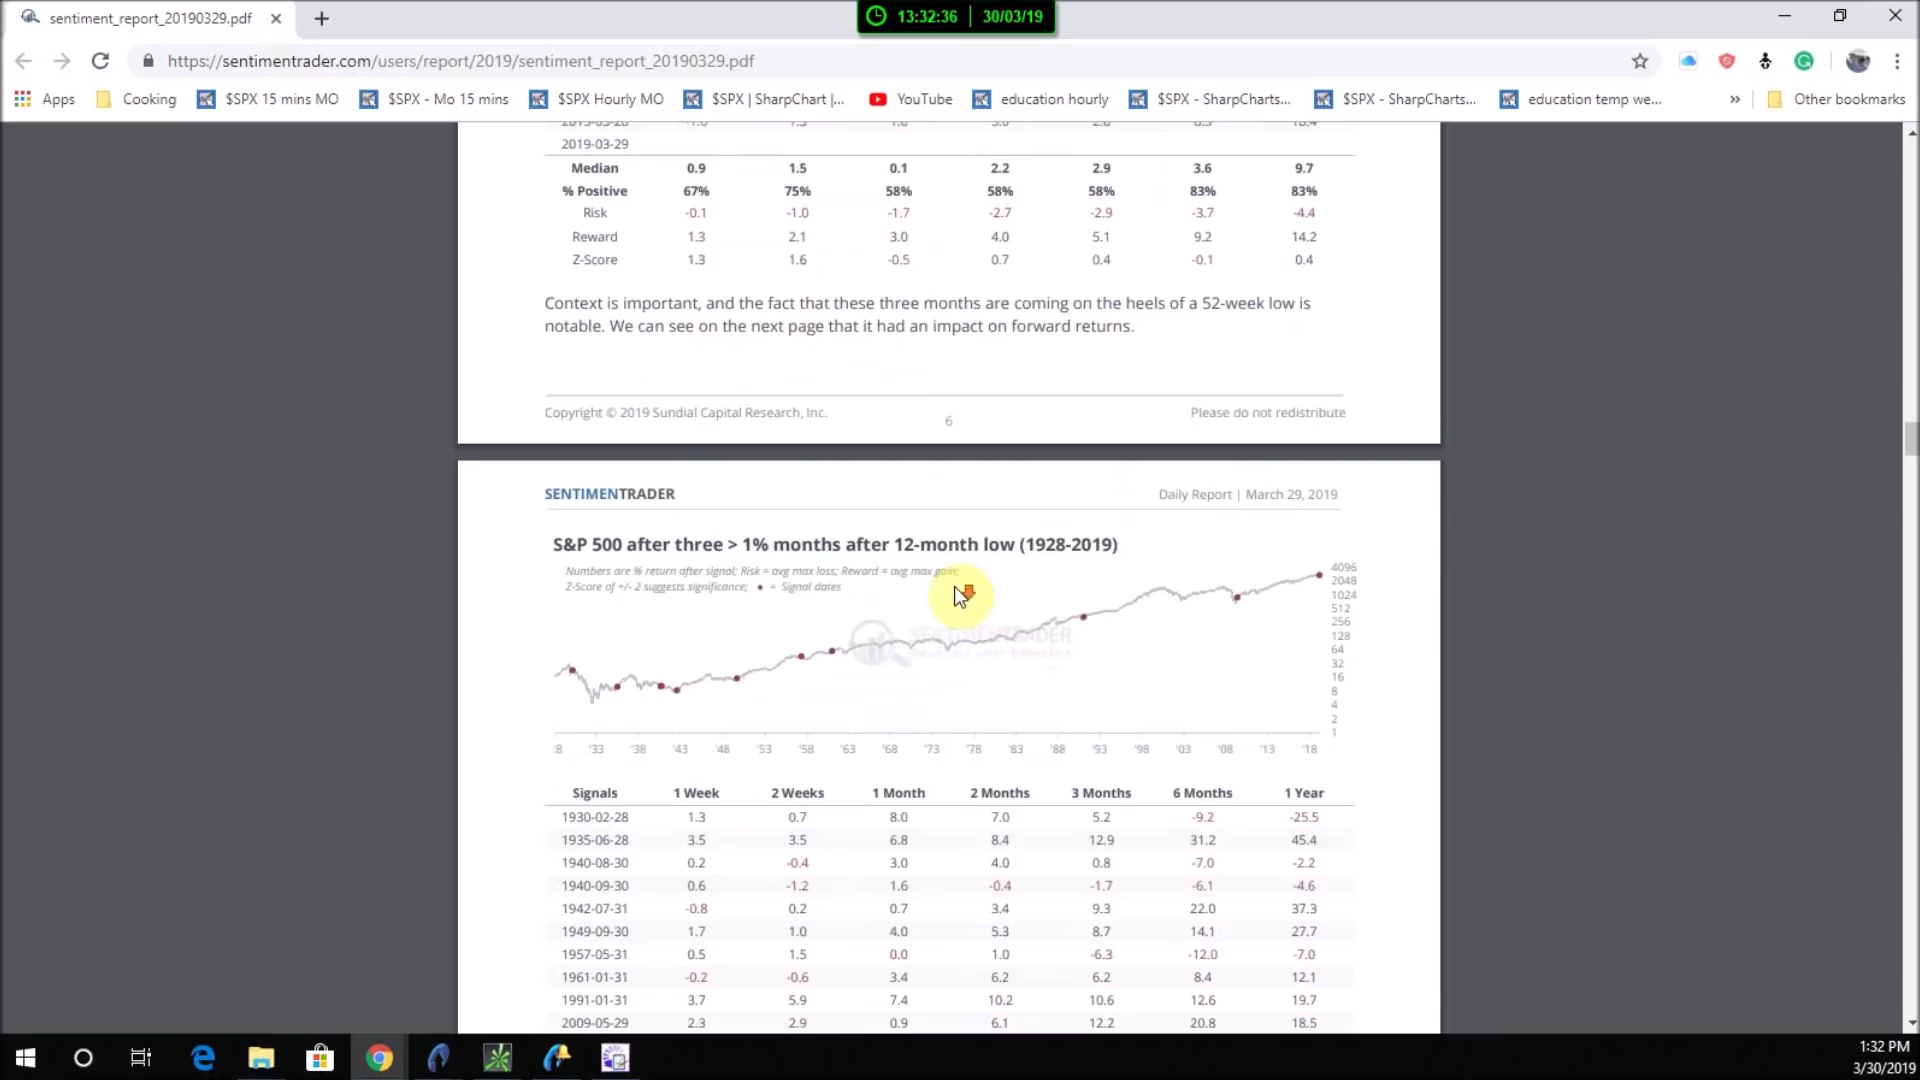 sentiment_report_20190329.pdf
13:32:36 | 30/03/19
https://sentimentrader.com/users/report/2019/sentiment_report_20190329.pdf
Apps Cooking $SPX 15 mins MO $SPX - Mo 15 mins $SPX Hourly MO $SPX | SharpChart |... YouTube education hourly $SPX - SharpCharts... $SPX - SharpCharts... education temp we... » Other bookmarks
2019-03-29
Median 0.9 1.5 0.1 2.2 2.9 3.6 9.7
% Positive 67% 75% 58% 58% 58% 83% 83%
Risk -0.1 -1.0 -1.7 -2.7 -2.9 -3.7 -4.4
Reward 1.3 2.1 3.0 4.0 5.1 9.2 14.2
Z-Score 1.3 1.6 -0.5 0.7 0.4 -0.1 0.4
Context is important, and the fact that these three months are coming on the heels of a 52-week low is
notable. We can see on the next page that it had an impact on forward returns.
Copyright © 2019 Sundial Capital Research, Inc. 6 Please do not redistribute
SENTIMENTRADER Daily Report | March 29, 2019
S&P 500 after three > 1% months after 12-month low (1928-2019)
Numbers are % return after signal; Risk = avg max loss; Reward = avg max gain;
Z-Score of +/- 2 suggests significance; • = Signal dates
4096
2048
1024
512
256
128
64
32
16
8
4
2
1
SENTIMENTRADER
'8 '33 '38 '43 '48 '53 '58 '63 '68 '73 '78 '83 '88 '93 '98 '03 '08 '13 '18
Signals 1 Week 2 Weeks 1 Month 2 Months 3 Months 6 Months 1 Year
1930-02-28 1.3 0.7 8.0 7.0 5.2 -9.2 -25.5
1935-06-28 3.5 3.5 6.8 8.4 12.9 31.2 45.4
1940-08-30 0.2 -0.4 3.0 4.0 0.8 -7.0 -2.2
1940-09-30 0.6 -1.2 1.6 -0.4 -1.7 -6.1 -4.6
1942-07-31 -0.8 0.2 0.7 3.4 9.3 22.0 37.3
1949-09-30 1.7 1.0 4.0 5.3 8.7 14.1 27.7
1957-05-31 0.5 1.5 0.0 1.0 -6.3 -12.0 -7.0
1961-01-31 -0.2 -0.6 3.4 6.2 6.2 8.4 12.1
1991-01-31 3.7 5.9 7.4 10.2 10.6 12.6 19.7
2009-05-29 2.3 2.9 0.9 6.1 12.2 20.8 18.5
1:32 PM
3/30/2019